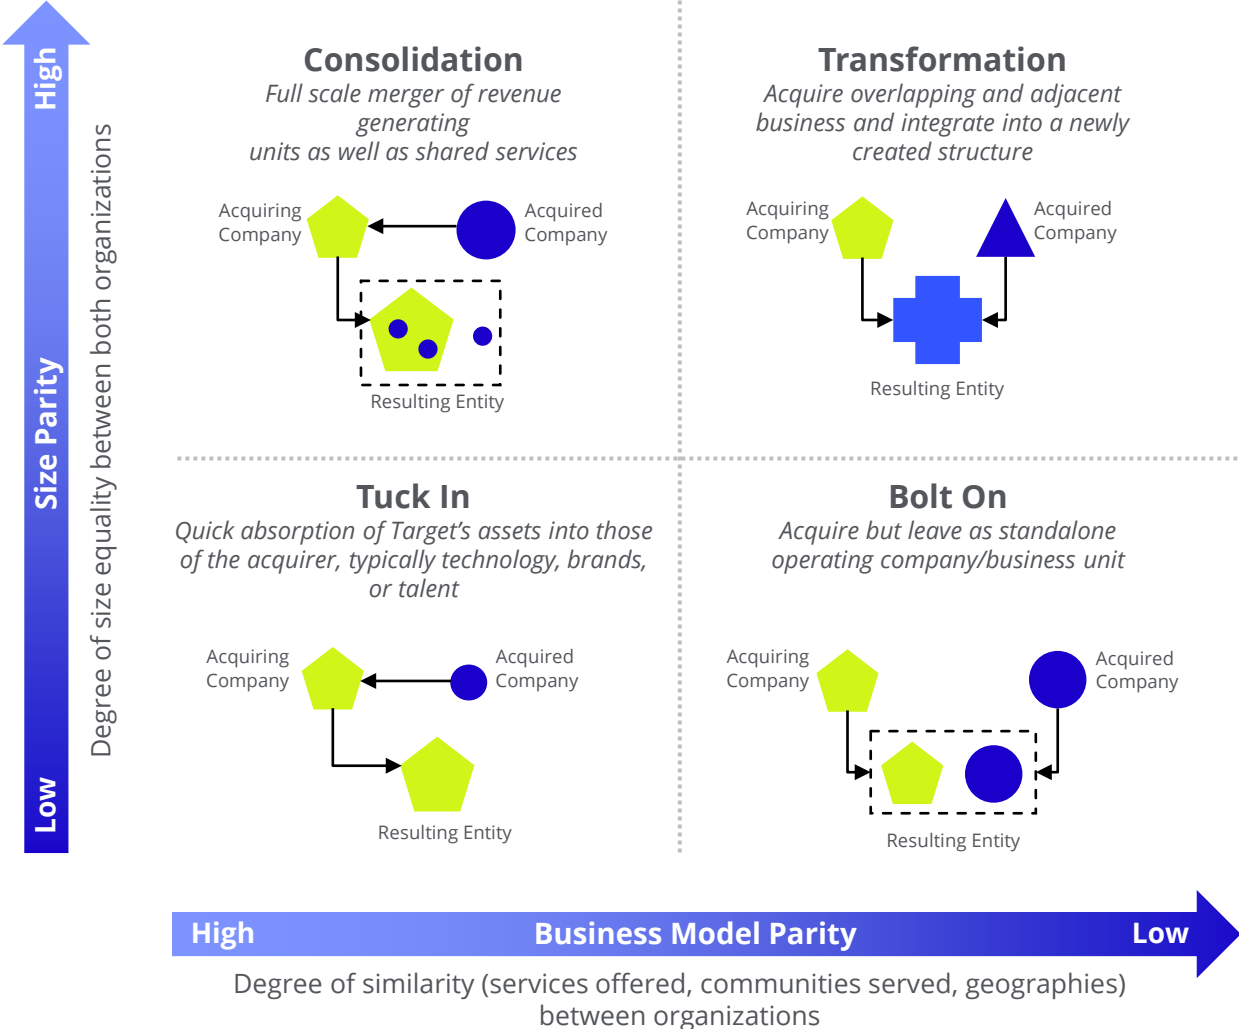 High
Size Parity
Low
Degree of size equality between both organizations
Consolidation
Full scale merger of revenue
generating
units as well as shared services
Acquiring
Company
Acquired
Company
Resulting Entity
Transformation
Acquire overlapping and adjacent
business and integrate into a newly
created structure
Acquiring
Company
Acquired
Company
Resulting Entity
Tuck In
Quick absorption of Target’s assets into those
of the acquirer, typically technology, brands,
or talent
Acquiring
Company
Acquired
Company
Resulting Entity
Bolt On
Acquire but leave as standalone
operating company/business unit
Acquiring
Company
Acquired
Company
Resulting Entity
High
Business Model Parity
Low
Degree of similarity (services offered, communities served, geographies)
between organizations